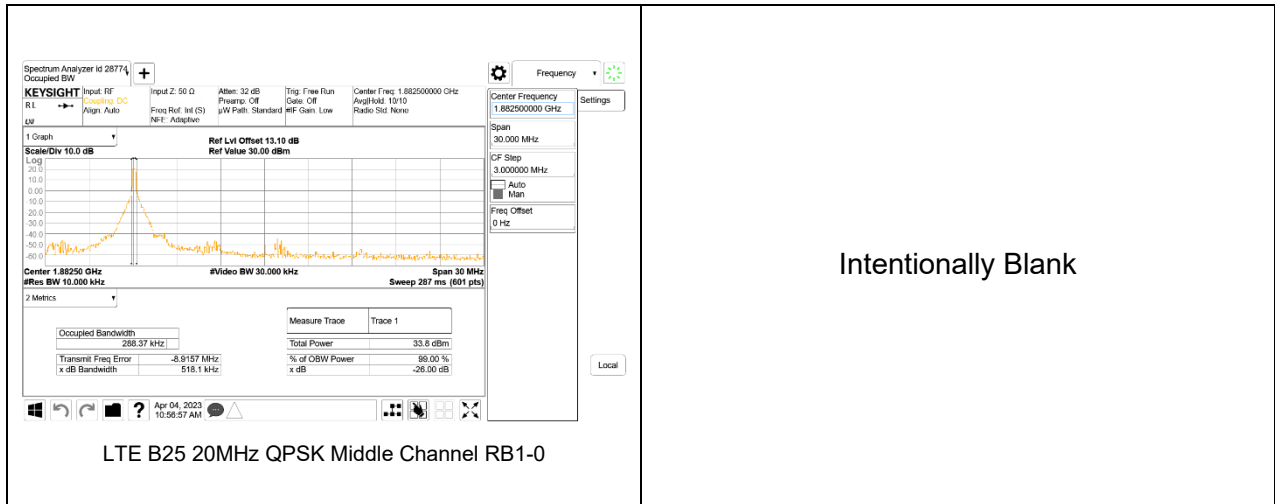 Spectrum Analyzer Id 28774
Occupied BW
Frequency
KEYSIGHT
Input: RF
Input Z: 50 Ω
Atten: 32 dB
Trig: Free Run
Center Freq: 1.882500000 GHz
RL
Coupling: DC
Preamp: Off
Gate: Off
Avg|Hold: 10/10
Align: Auto
Freq Ref: Int (S)
µW Path: Standard
#IF Gain: Low
Radio Std: None
NFE: Adaptive
Center Frequency
1.882500000 GHz
Settings
Span
30.000 MHz
CF Step
3.000000 MHz
Auto
Man
Freq Offset
0 Hz
1 Graph
Scale/Div 10.0 dB
Ref Lvl Offset 13.10 dB
Ref Value 30.00 dBm
Log
20.0
10.0
0.00
-10.0
-20.0
-30.0
-40.0
-50.0
-60.0
Center 1.88250 GHz
#Video BW 30.000 kHz
Span 30 MHz
#Res BW 10.000 kHz
Sweep 287 ms (601 pts)
2 Metrics
Measure Trace
Trace 1
Occupied Bandwidth
288.37 kHz
Total Power
33.8 dBm
Transmit Freq Error
-8.9157 MHz
% of OBW Power
99.00 %
x dB Bandwidth
518.1 kHz
x dB
-26.00 dB
Local
Apr 04, 2023
10:56:57 AM
LTE B25 20MHz QPSK Middle Channel RB1-0
Intentionally Blank